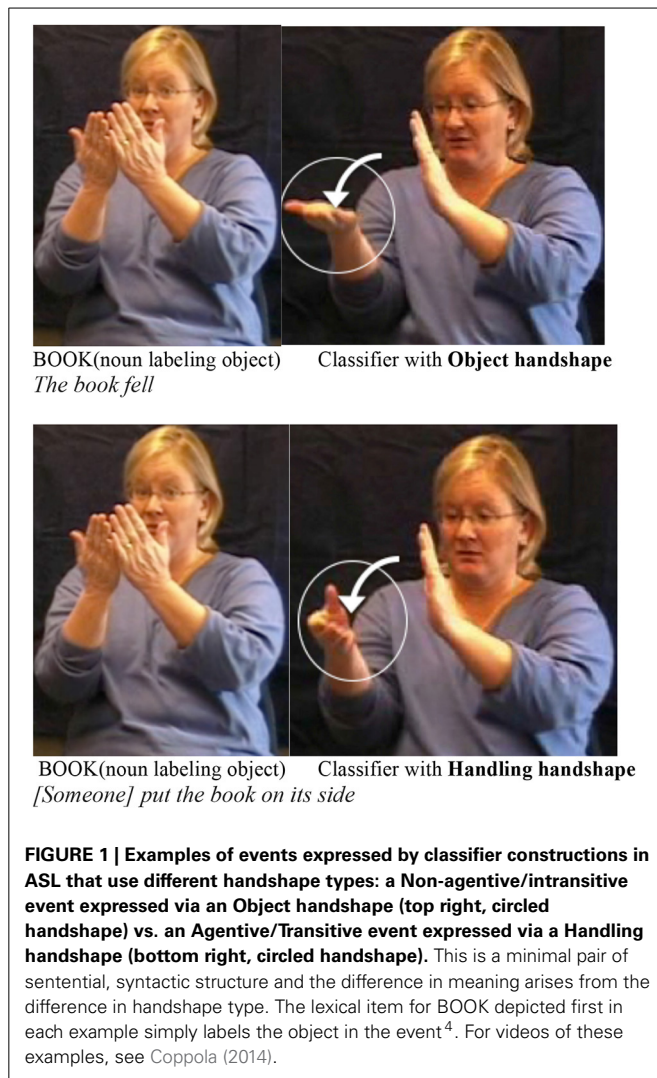 BOOK(noun labeling object)
Classifier with Object handshape
The book fell
BOOK(noun labeling object)
Classifier with Handling handshape
[Someone] put the book on its side
FIGURE 1 | Examples of events expressed by classifier constructions in
ASL that use different handshape types: a Non-agentive/intransitive
event expressed via an Object handshape (top right, circled
handshape) vs. an Agentive/Transitive event expressed via a Handling
handshape (bottom right, circled handshape). This is a minimal pair of
sentential, syntactic structure and the difference in meaning arises from the
difference in handshape type. The lexical item for BOOK depicted first in
each example simply labels the object in the event⁴. For videos of these
examples, see Coppola (2014).